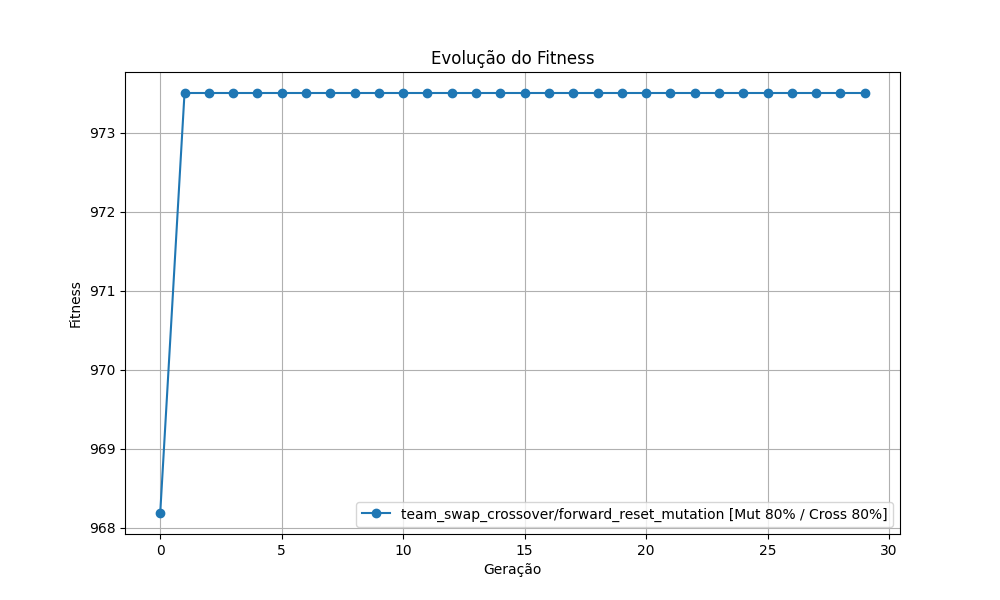 Evolução do Fitness
Fitness
973
972
971
970
969
968
team_swap_crossover/forward_reset_mutation [Mut 80% / Cross 80%]
0 5 10 15 20 25 30
Geração